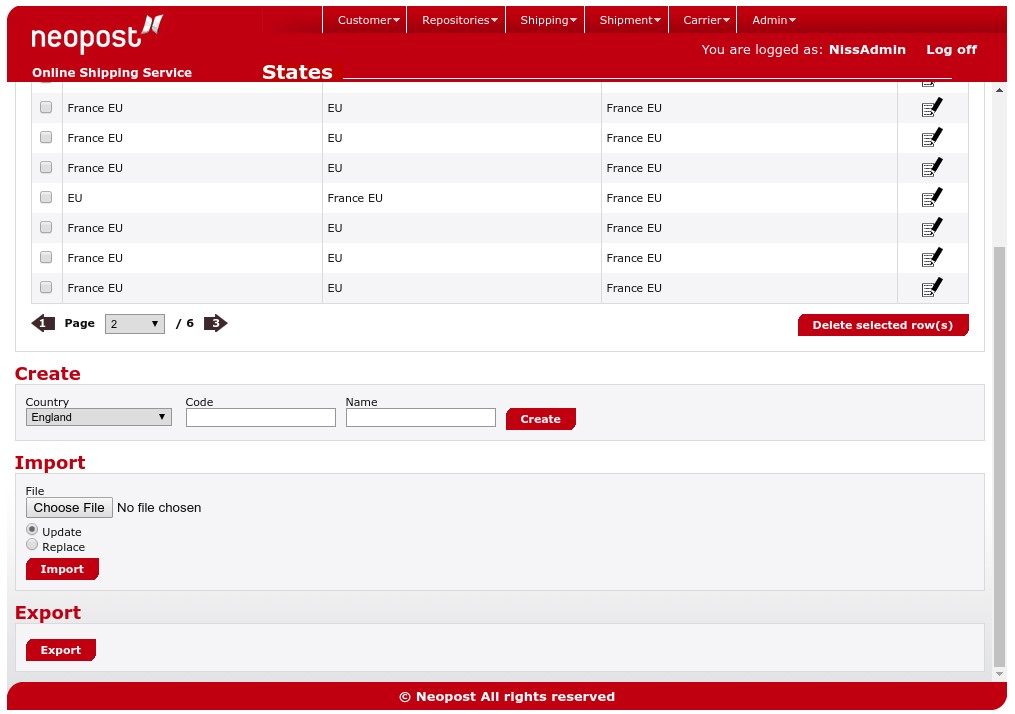 Customer Repositories Shipping Shipment Carrier Admin
neopost
You are logged as: NissAdmin Log off
Online Shipping Service States
France EU EU France EU
France EU EU France EU
France EU EU France EU
EU France EU France EU
France EU EU France EU
France EU EU France EU
France EU EU France EU
1 Page 2 / 6 3 Delete selected row(s)
Create
Country Code Name
England Create
Import
File
Choose File No file chosen
Update
Replace
Import
Export
Export
© Neopost All rights reserved